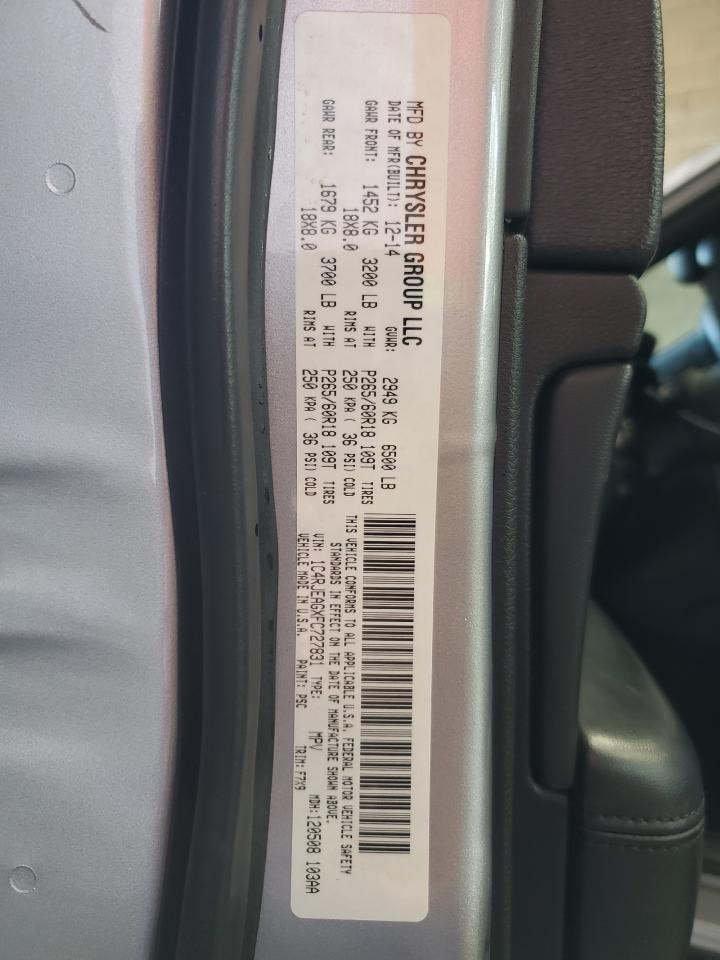 MFD BY CHRYSLER GROUP LLC
DATE OF MFR(BUILT): 12-14 GVWR: 2949 KG 6500 LB
GAWR FRONT: 1452 KG 3200 LB WITH P265/60R18 109T TIRES
18X8.0 RIMS AT 250 KPA ( 36 PSI) COLD
GAWR REAR: 1679 KG 3700 LB WITH P265/60R18 109T TIRES
18X8.0 RIMS AT 250 KPA ( 36 PSI) COLD
THIS VEHICLE CONFORMS TO ALL APPLICABLE U.S.A. FEDERAL MOTOR VEHICLE SAFETY
STANDARDS IN EFFECT ON THE DATE OF MANUFACTURE SHOWN ABOVE.
VIN: 1C4RJEAGXFC727831 TYPE: MPV MDH:120508 103AA
VEHICLE MADE IN U.S.A. PAINT: PSC TRIM: F7X9